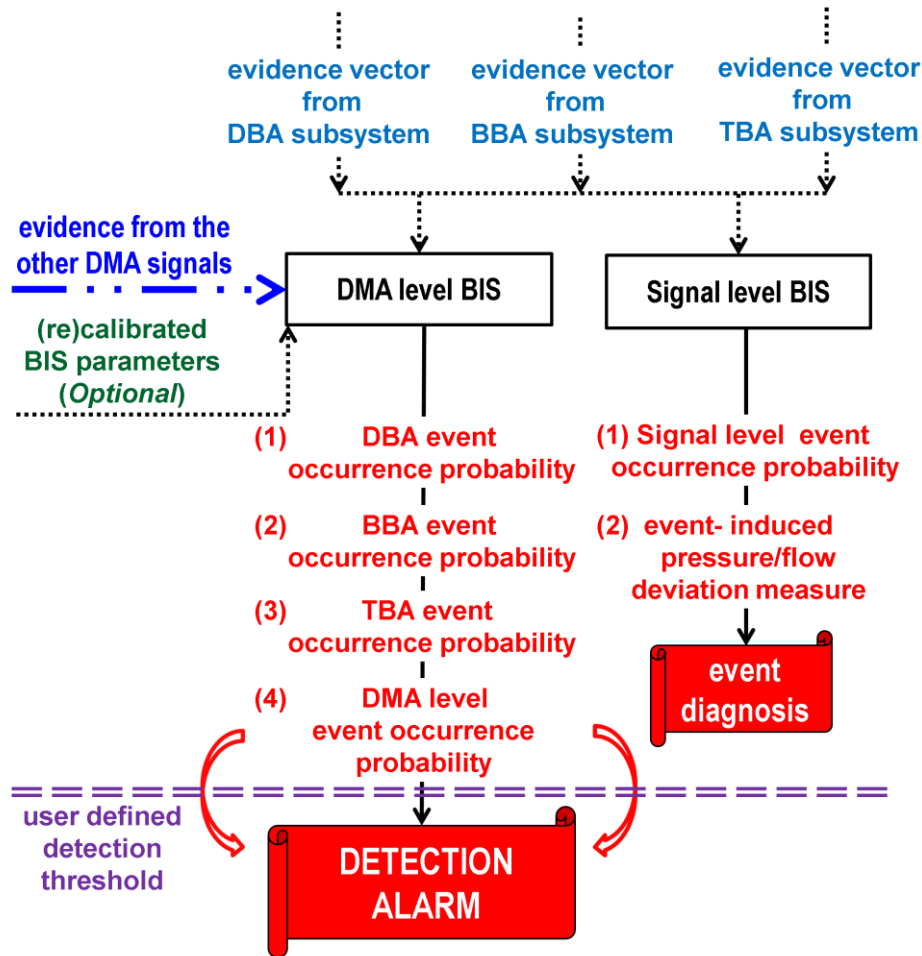 evidence vector
from
DBA subsystem
evidence vector
from
BBA subsystem
evidence vector
from
TBA subsystem
evidence from the
other DMA signals
DMA level BIS
Signal level BIS
(re)calibrated
BIS parameters
(Optional)
(1) DBA event
occurrence probability
(2) BBA event
occurrence probability
(3) TBA event
occurrence probability
(4) DMA level
event occurrence
probability
(1) Signal level event
occurrence probability
(2) event- induced
pressure/flow
deviation measure
event
diagnosis
user defined
detection
threshold
DETECTION
ALARM